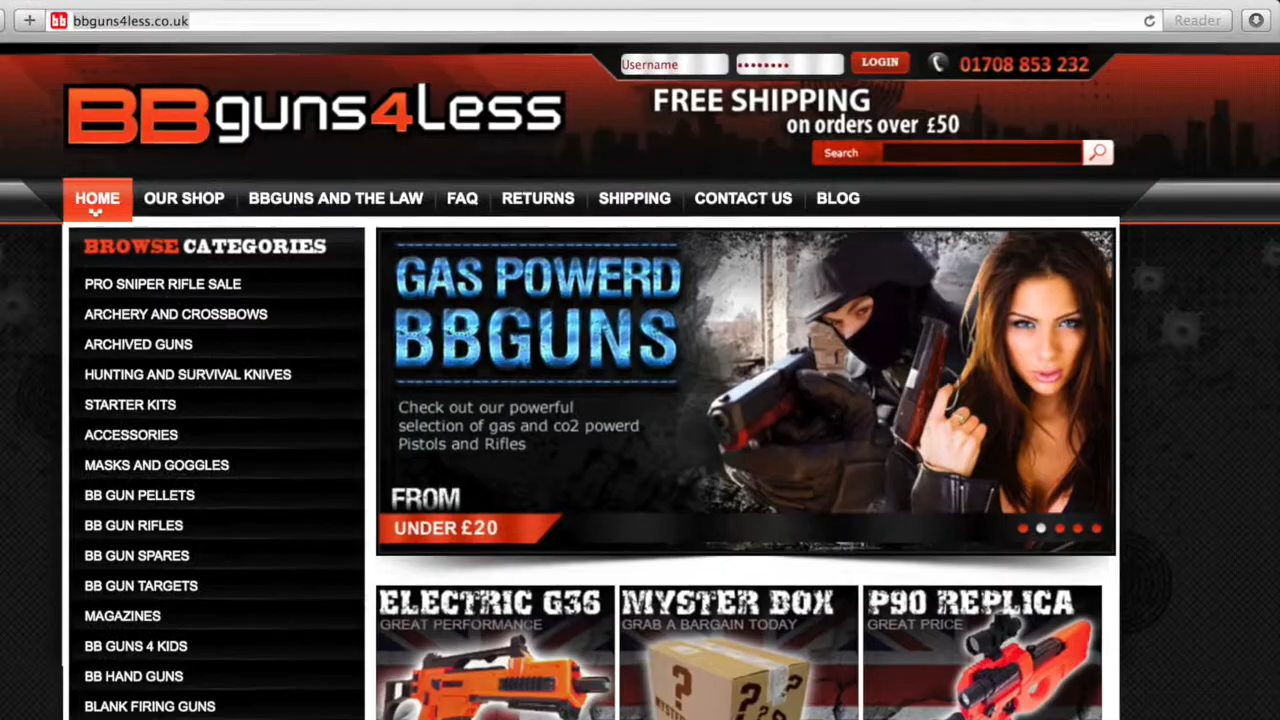 bbguns4less.co.uk
Reader
Username
LOGIN
01708 853 232
BBguns4Less
FREE SHIPPING
on orders over £50
Search
HOME
OUR SHOP
BBGUNS AND THE LAW
FAQ
RETURNS
SHIPPING
CONTACT US
BLOG
BROWSE CATEGORIES
PRO SNIPER RIFLE SALE
ARCHERY AND CROSSBOWS
ARCHIVED GUNS
HUNTING AND SURVIVAL KNIVES
STARTER KITS
ACCESSORIES
MASKS AND GOGGLES
BB GUN PELLETS
BB GUN RIFLES
BB GUN SPARES
BB GUN TARGETS
MAGAZINES
BB GUNS 4 KIDS
BB HAND GUNS
BLANK FIRING GUNS
GAS POWERD
BBGUNS
Check out our powerful
selection of gas and co2 powerd
Pistols and Rifles
FROM
UNDER £20
ELECTRIC G36
GREAT PERFORMANCE
MYSTER BOX
GRAB A BARGAIN TODAY
P90 REPLICA
GREAT PRICE